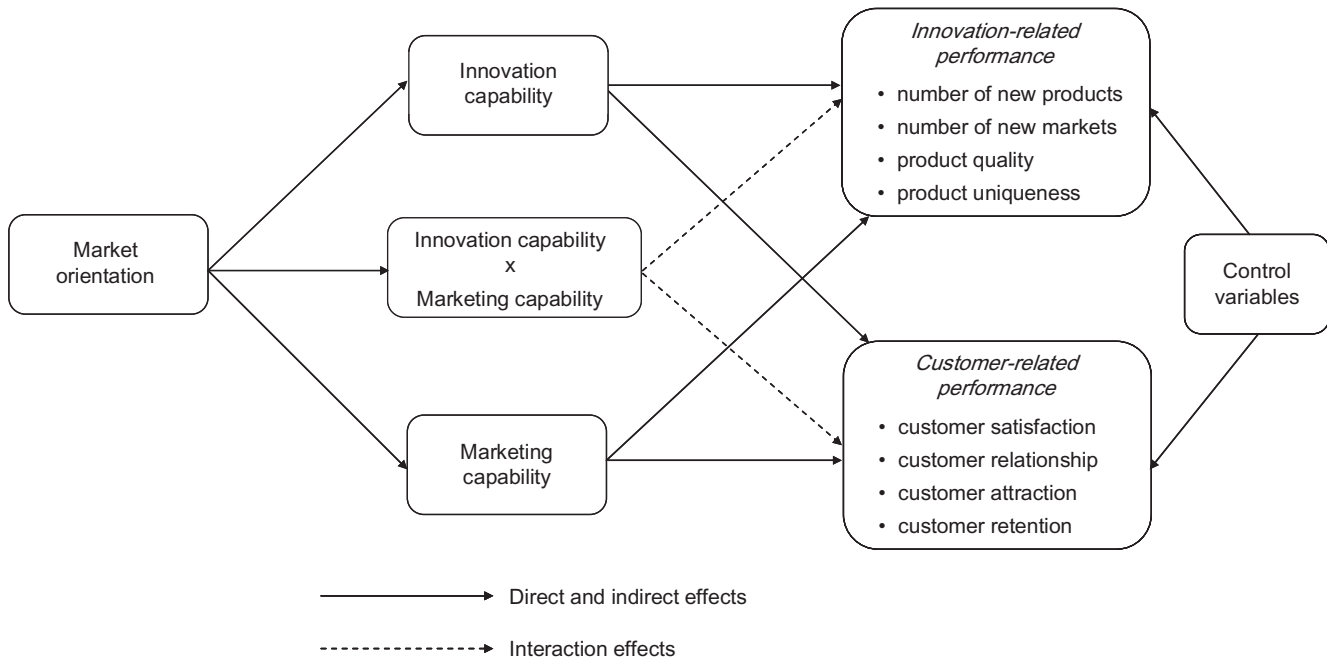 Market
orientation
Innovation
capability
Innovation capability
x
Marketing capability
Marketing
capability
Innovation-related
performance
• number of new products
• number of new markets
• product quality
• product uniqueness
Customer-related
performance
• customer satisfaction
• customer relationship
• customer attraction
• customer retention
Control
variables
Direct and indirect effects
Interaction effects